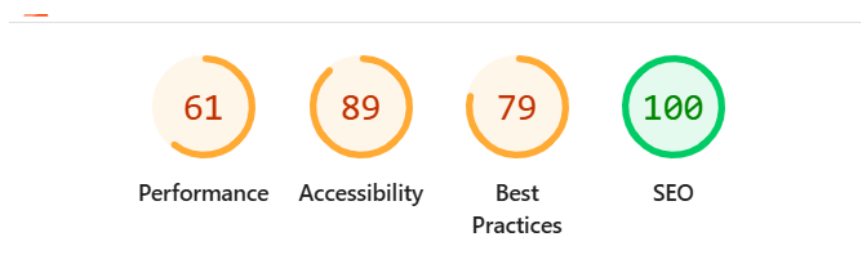 61
89
79
100
Performance
Accessibility
Best
Practices
SEO